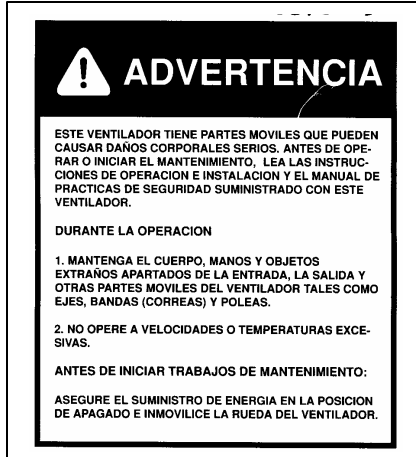 ADVERTENCIA
ESTE VENTILADOR TIENE PARTES MOVILES QUE PUEDEN
CAUSAR DAÑOS CORPORALES SERIOS. ANTES DE OPE-
RAR O INICIAR EL MANTENIMIENTO, LEA LAS INSTRUC-
CIONES DE OPERACION E INSTALACION Y EL MANUAL DE
PRACTICAS DE SEGURIDAD SUMINISTRADO CON ESTE
VENTILADOR.
DURANTE LA OPERACION
1. MANTENGA EL CUERPO, MANOS Y OBJETOS
EXTRAÑOS APARTADOS DE LA ENTRADA, LA SALIDA Y
OTRAS PARTES MOVILES DEL VENTILADOR TALES COMO
EJES, BANDAS (CORREAS) Y POLEAS.
2. NO OPERE A VELOCIDADES O TEMPERATURAS EXCE-
SIVAS.
ANTES DE INICIAR TRABAJOS DE MANTENIMIENTO:
ASEGURE EL SUMINISTRO DE ENERGIA EN LA POSICION
DE APAGADO E INMOVILICE LA RUEDA DEL VENTILADOR.